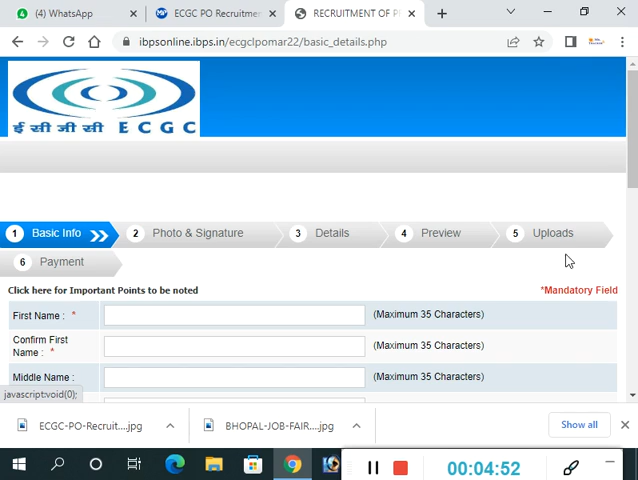 (4) WhatsApp
ECGC PO Recruitmen
RECRUITMENT OF P
ibpsonline.ibps.in/ecgclpomar22/basic_details.php
ई सी जी सी E C G C
1 Basic Info
2 Photo & Signature
3 Details
4 Preview
5 Uploads
6 Payment
Click here for Important Points to be noted
*Mandatory Field
First Name : *
(Maximum 35 Characters)
Confirm First
Name : *
(Maximum 35 Characters)
Middle Name :
(Maximum 35 Characters)
javascript:void(0);
ECGC-PO-Recruit....jpg
BHOPAL-JOB-FAIR....jpg
Show all
00:04:52